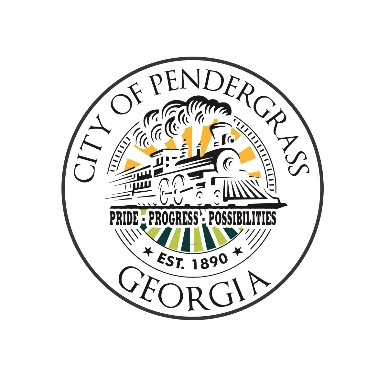 CITY OF PENDERGRASS
PRIDE - PROGRESS - POSSIBILITIES
EST. 1890
GEORGIA